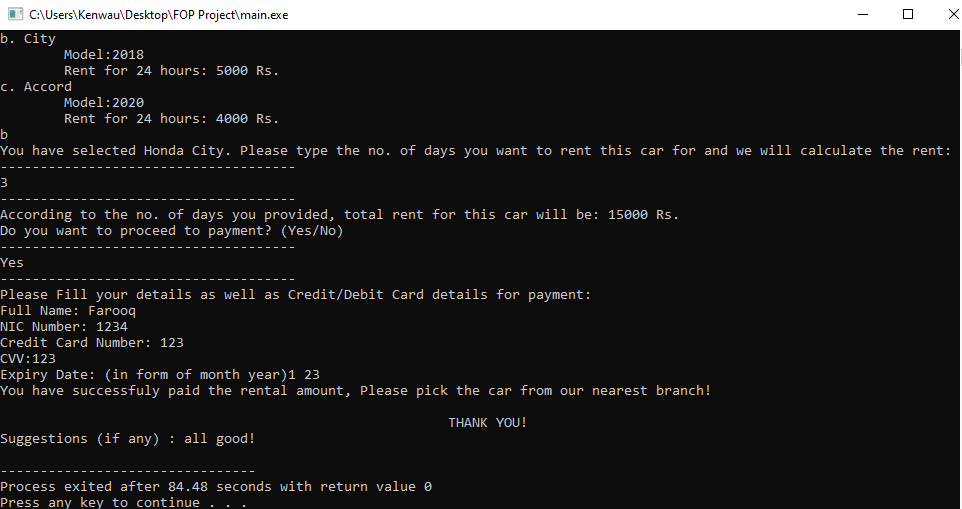 C:\Users\Kenwau\Desktop\FOP Project\main.exe
b. City
Model:2018
Rent for 24 hours: 5000 Rs.
c. Accord
Model:2020
Rent for 24 hours: 4000 Rs.
b
You have selected Honda City. Please type the no. of days you want to rent this car for and we will calculate the rent:
-------------------------------------
3
-------------------------------------
According to the no. of days you provided, total rent for this car will be: 15000 Rs.
Do you want to proceed to payment? (Yes/No)
-------------------------------------
Yes
-------------------------------------
Please Fill your details as well as Credit/Debit Card details for payment:
Full Name: Farooq
NIC Number: 1234
Credit Card Number: 123
CVV:123
Expiry Date: (in form of month year)1 23
You have successfuly paid the rental amount, Please pick the car from our nearest branch!
THANK YOU!
Suggestions (if any) : all good!
--------------------------------
Process exited after 84.48 seconds with return value 0
Press any key to continue . . .